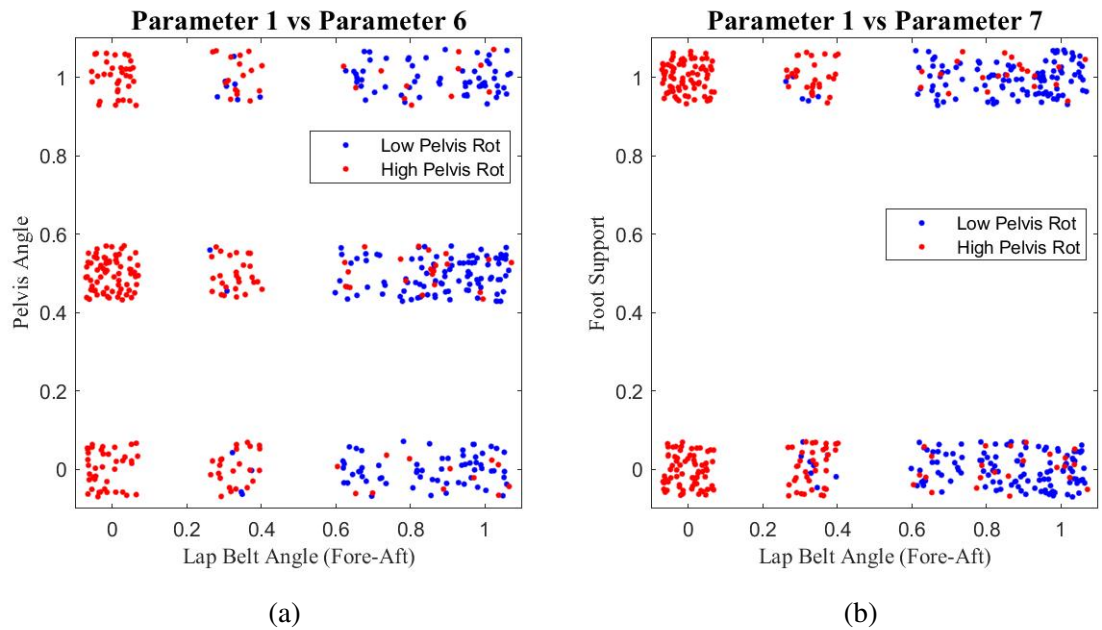 Parameter 1 vs Parameter 6
1
0.8
0.6
0.4
0.2
0
Pelvis Angle
Low Pelvis Rot
High Pelvis Rot
0 0.2 0.4 0.6 0.8 1
Lap Belt Angle (Fore-Aft)
(a)
Parameter 1 vs Parameter 7
1
0.8
0.6
0.4
0.2
0
Foot Support
Low Pelvis Rot
High Pelvis Rot
0 0.2 0.4 0.6 0.8 1
Lap Belt Angle (Fore-Aft)
(b)